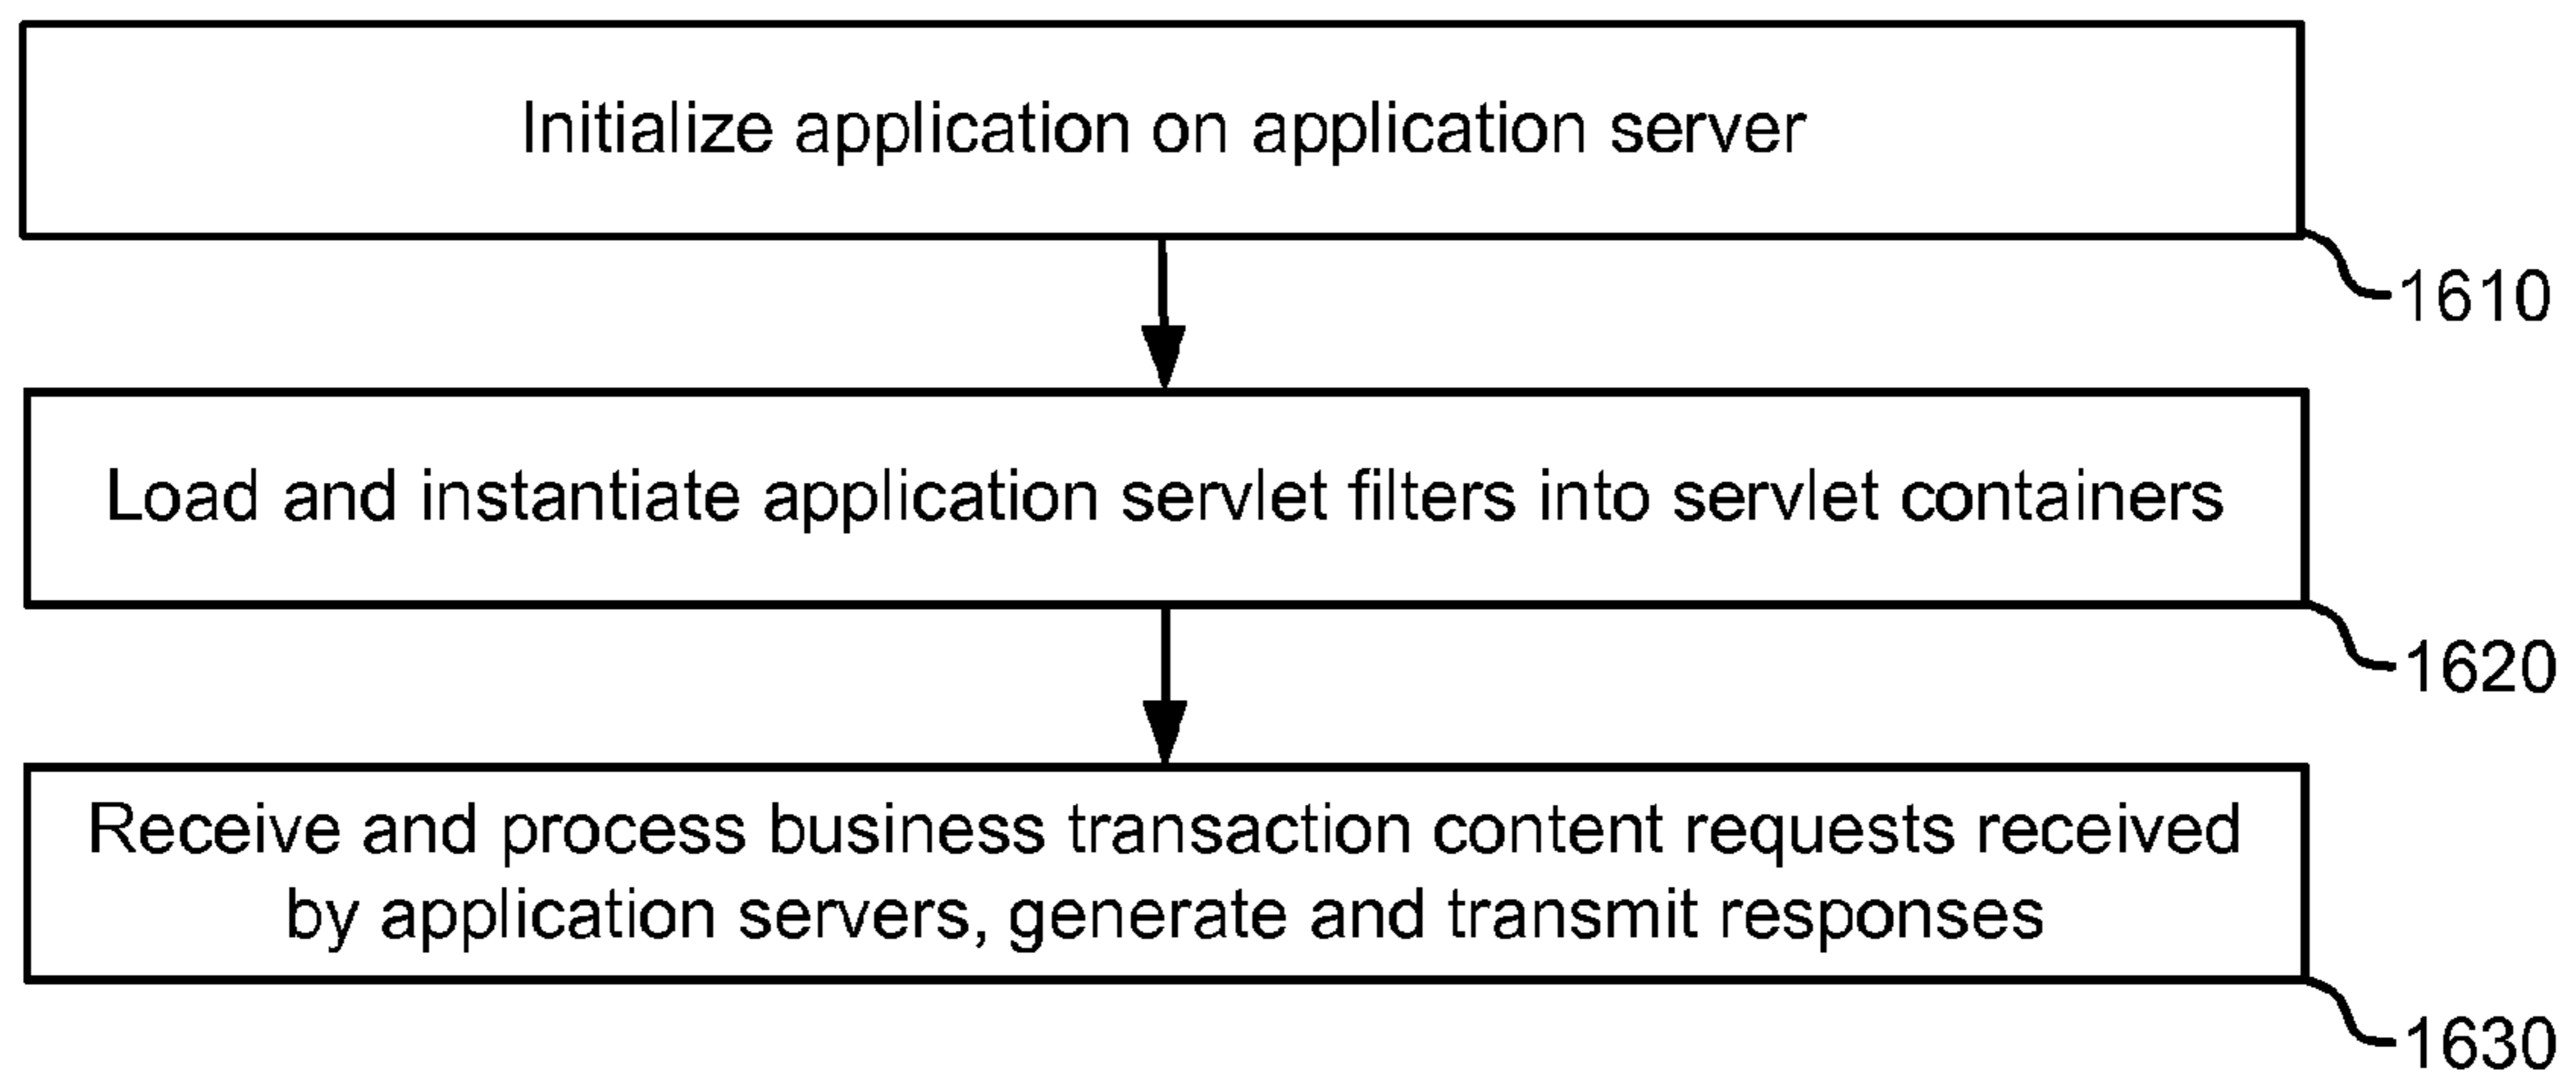 Initialize application on application server
1610
Load and instantiate application servlet filters into servlet containers
1620
Receive and process business transaction content requests received
by application servers, generate and transmit responses
1630